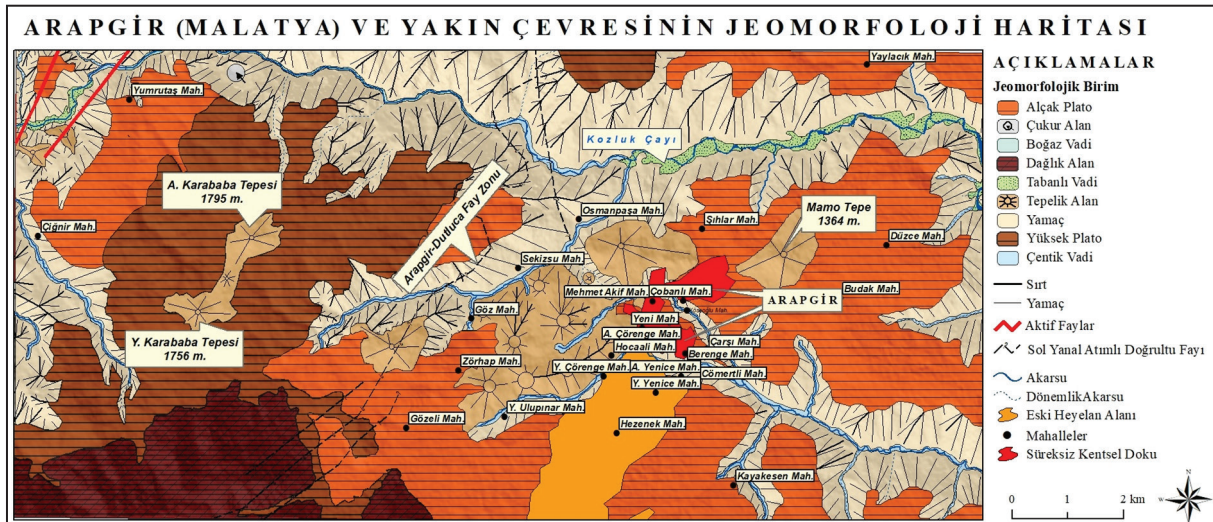 ARAPGİR (MALATYA) VE YAKIN ÇEVRESİNİN JEOMORFOLOJİ HARİTASI
Yaylacık Mah.
Yumrutaş Mah.
Kozluk Çayı
A. Karababa Tepesi
1795 m.
Arapgir-Dutluca Fay Zonu
Osmanpaşa Mah.
Şıhlar Mah.
Mamo Tepe
1364 m.
Çiğnir Mah.
Düzce Mah.
Sekizsu Mah.
Mehmet Akif Mah.
Çobanlı Mah.
ARAPGİR
Budak Mah.
Göz Mah.
Yeni Mah.
A. Çörenge Mah.
Çarşı Mah.
Y. Karababa Tepesi
1756 m.
Hocaali Mah.
Berenge Mah.
Zörhap Mah.
Y. Çörenge Mah.
A. Yenice Mah.
Cömertli Mah.
Y. Yenice Mah.
Gözeli Mah.
Y. Ulupınar Mah.
Hezenek Mah.
Kayakesen Mah.
AÇIKLAMALAR
Jeomorfolojik Birim
Alçak Plato
Çukur Alan
Boğaz Vadi
Dağlık Alan
Tabanlı Vadi
Tepelik Alan
Yamaç
Yüksek Plato
Çentik Vadi
Sırt
Yamaç
Aktif Faylar
Sol Yanal Atımlı Doğrultu Fayı
Akarsu
DönemlikAkarsu
Eski Heyelan Alanı
Mahalleler
Süreksiz Kentsel Doku
N
W
0 1 2 km